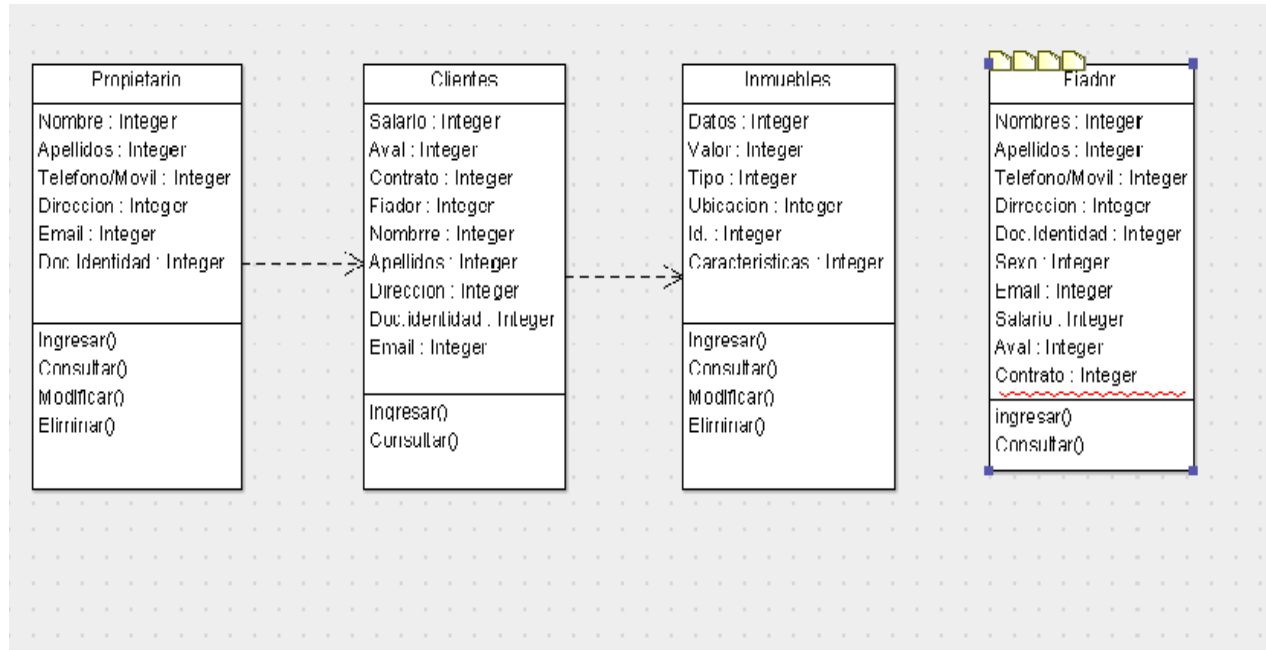 Propietario
Nombre : Integer
Apellidos : Integer
Telefono/Movil : Integer
Direccion : Integer
Email : Integer
Doc.Identidad : Integer
Ingresar()
Consultar()
Modificar()
Eliminar()
Clientes
Salario : Integer
Aval : Integer
Contrato : Integer
Fiador : Integer
Nombrre : Integer
Apellidos : Integer
Direccion : Integer
Doc.identidad : Integer
Email : Integer
Ingresar()
Consultar()
Inmuebles
Datos : Integer
Valor : Integer
Tipo : Integer
Ubicacion : Integer
Id. : Integer
Caracteristicas : Integer
Ingresar()
Consultar()
Modificar()
Eliminar()
Fiador
Nombres : Integer
Apellidos : Integer
Telefono/Movil : Integer
Dirreccion : Integer
Doc.Identidad : Integer
Sexo : Integer
Email : Integer
Salario : Integer
Aval : Integer
Contrato : Integer
ingresar()
Consultar()